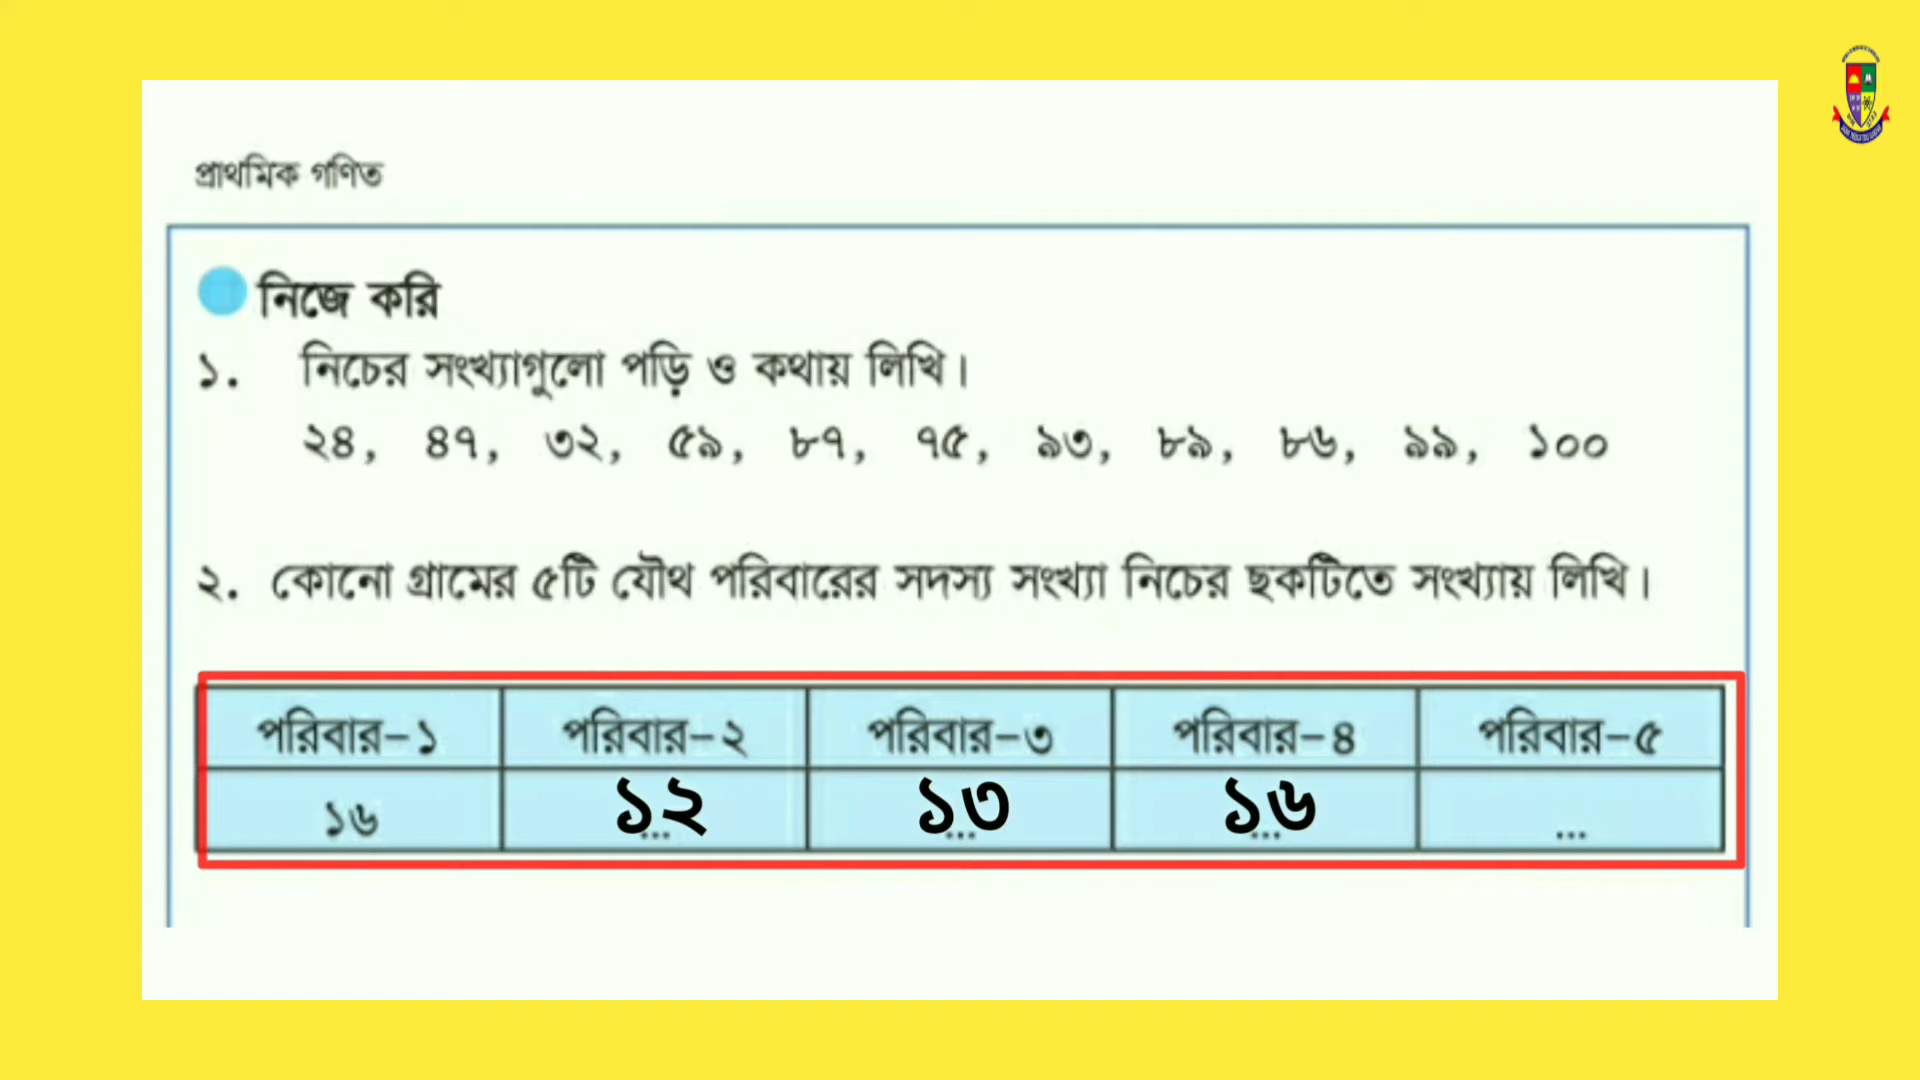 প্রাথমিক গণিত
নিজে করি
১. নিচের সংখ্যাগুলো পড়ি ও কথায় লিখি।
২৪, ৪৭, ৩২, ৫৯, ৮৭, ৭৫, ৯৩, ৮৯, ৮৬, ৯৯, ১০০
২. কোনো গ্রামের ৫টি যৌথ পরিবারের সদস্য সংখ্যা নিচের ছকটিতে সংখ্যায় লিখি।
পরিবার-১ পরিবার-২ পরিবার-৩ পরিবার-৪ পরিবার-৫
১৬ ১২ ... ১৩ ... ১৬ ... ...